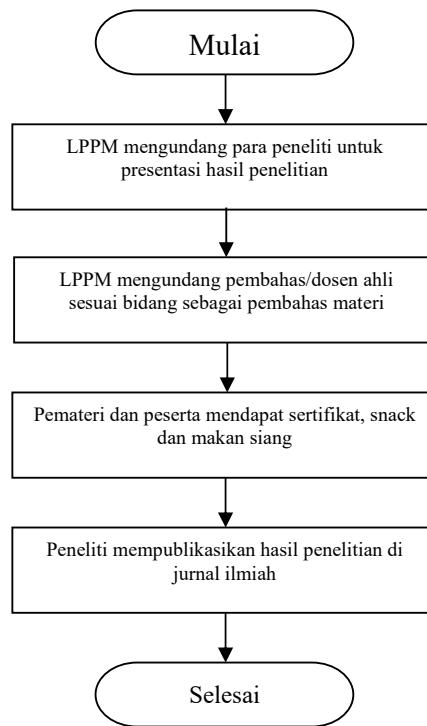 Mulai
LPPM mengundang para peneliti untuk
presentasi hasil penelitian
LPPM mengundang pembahas/dosen ahli
sesuai bidang sebagai pembahas materi
Pemateri dan peserta mendapat sertifikat, snack
dan makan siang
Peneliti mempublikasikan hasil penelitian di
jurnal ilmiah
Selesai